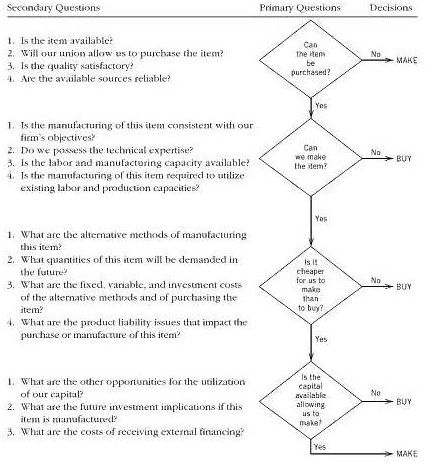 Secondary Questions Primary Questions Decisions
1. Is the item available?
2. Will our union allow us to purchase the item?
3. Is the quality satisfactory?
4. Are the available sources reliable?
Can
the item
be
purchased?
No
MAKE
Yes
1. Is the manufacturing of this item consistent with our
firm's objectives?
2. Do we possess the technical expertise?
3. Is the labor and manufacturing capacity available?
4. Is the manufacturing of this item required to utilize
existing labor and production capacities?
Can
we make
the item?
No
BUY
Yes
1. What are the alternative methods of manufacturing
this item?
2. What quantities of this item will be demanded in
the future?
3. What are the fixed, variable, and investment costs
of the alternative methods and of purchasing the
item?
4. What are the product liability issues that impact the
purchase or manufacture of this item?
Is it
cheaper
for us to
make
than
to buy?
No
BUY
Yes
1. What are the other opportunities for the utilization
of our capital?
2. What are the future investment implications if this
item is manufactured?
3. What are the costs of receiving external financing?
Is the
capital
available
allowing
us to
make?
No
BUY
Yes
MAKE